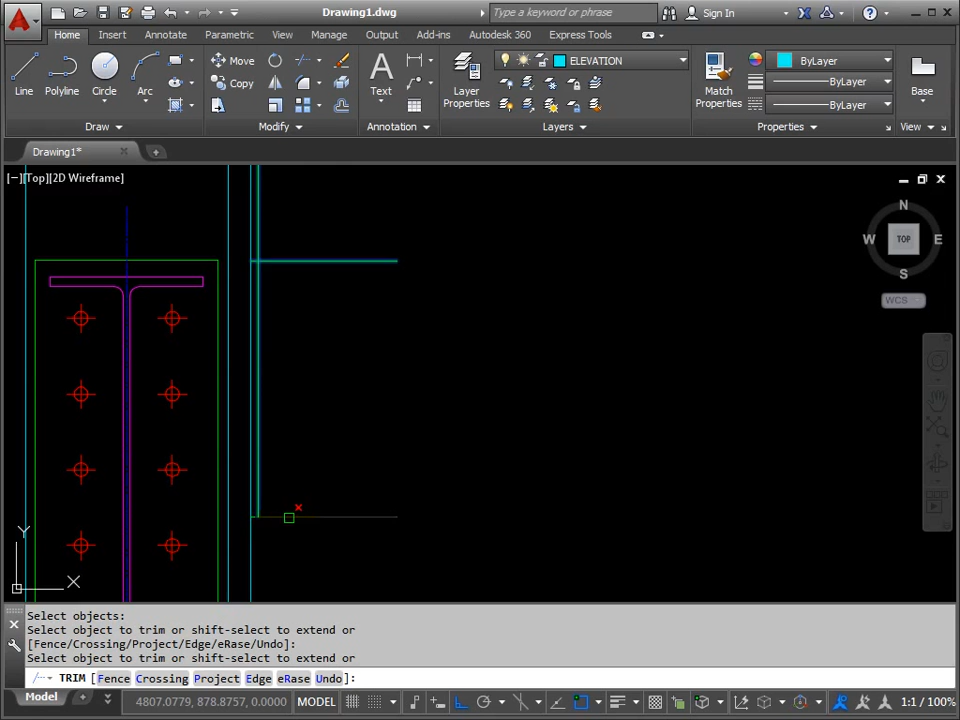 Drawing1.dwg
Type a keyword or phrase
Sign In
Home Insert Annotate Parametric View Manage Output Add-ins Autodesk 360 Express Tools
Line
Polyline
Circle
Arc
Move
Copy
Text
Layer
Properties
ELEVATION
Match
Properties
ByLayer
ByLayer
ByLayer
Base
Draw
Modify
Annotation
Layers
Properties
View
Drawing1*
[−][Top][2D Wireframe]
N
W
TOP
E
S
WCS
Y
X
Select objects:
Select object to trim or shift-select to extend or
[Fence/Crossing/Project/Edge/eRase/Undo]:
Select object to trim or shift-select to extend or
TRIM [Fence Crossing Project Edge eRase Undo]:
Model
4807.0779, 878.8757, 0.0000
MODEL
1:1 / 100%